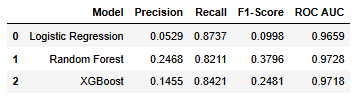 Model Precision Recall F1-Score ROC AUC
0 Logistic Regression 0.0529 0.8737 0.0998 0.9659
1 Random Forest 0.2468 0.8211 0.3796 0.9728
2 XGBoost 0.1455 0.8421 0.2481 0.9718